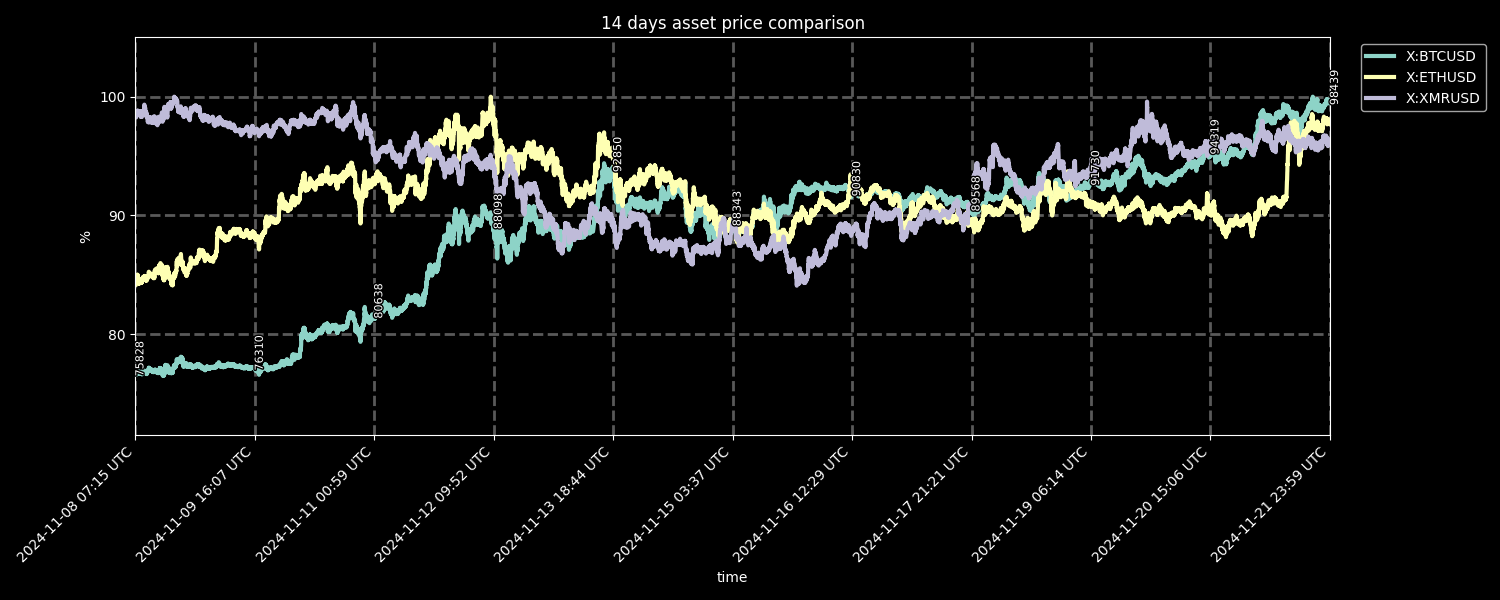 14 days asset price comparison
X:BTCUSD
X:ETHUSD
X:XMRUSD
100
90
80
%
75828
76310
80638
88098
92850
88343
90830
89568
91730
94319
98439
2024-11-08 07:15 UTC
2024-11-09 16:07 UTC
2024-11-11 00:59 UTC
2024-11-12 09:52 UTC
2024-11-13 18:44 UTC
2024-11-15 03:37 UTC
2024-11-16 12:29 UTC
2024-11-17 21:21 UTC
2024-11-19 06:14 UTC
2024-11-20 15:06 UTC
2024-11-21 23:59 UTC
time